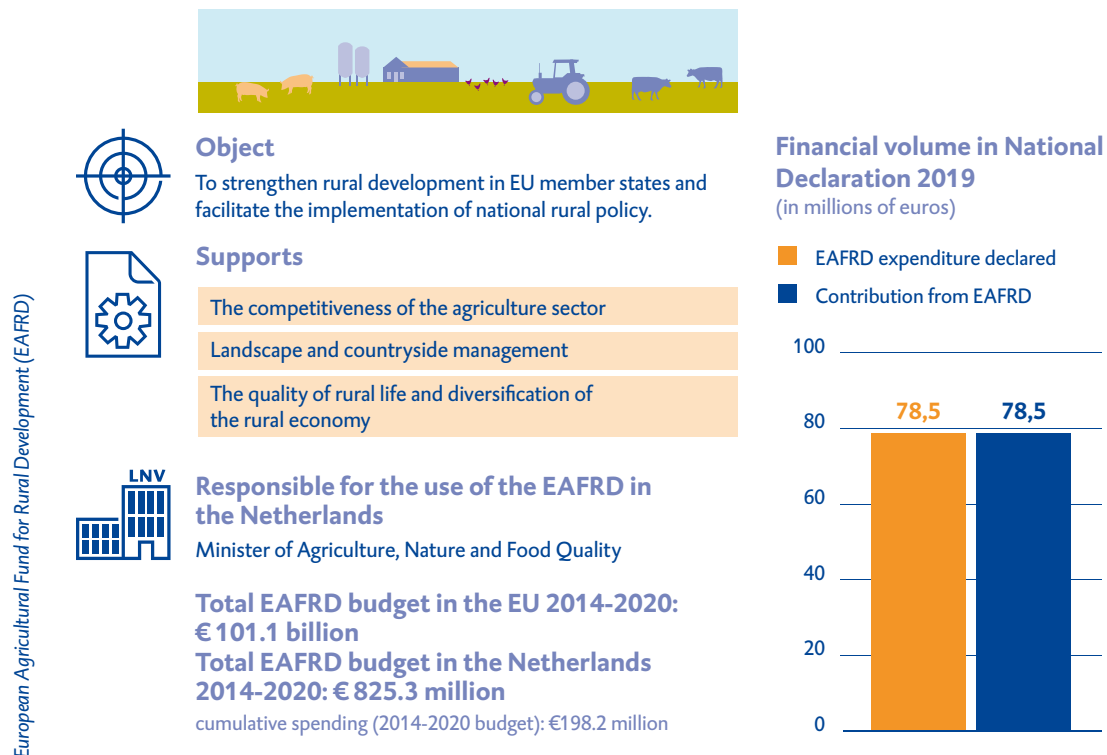 European Agricultural Fund for Rural Development (EAFRD)
Object
To strengthen rural development in EU member states and
facilitate the implementation of national rural policy.
Supports
The competitiveness of the agriculture sector
Landscape and countryside management
The quality of rural life and diversification of
the rural economy
LNV
Responsible for the use of the EAFRD in
the Netherlands
Minister of Agriculture, Nature and Food Quality
Total EAFRD budget in the EU 2014-2020:
€ 101.1 billion
Total EAFRD budget in the Netherlands
2014-2020: € 825.3 million
cumulative spending (2014-2020 budget): €198.2 million
Financial volume in National
Declaration 2019
(in millions of euros)
EAFRD expenditure declared
Contribution from EAFRD
100
80
60
40
20
0
78,5
78,5